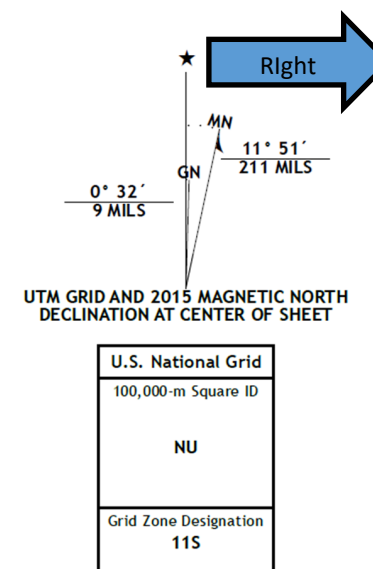 ★
RIght
MN
11° 51´
211 MILS
GN
0° 32´
9 MILS
UTM GRID AND 2015 MAGNETIC NORTH
DECLINATION AT CENTER OF SHEET
U.S. National Grid
100,000-m Square ID
NU
Grid Zone Designation
11S